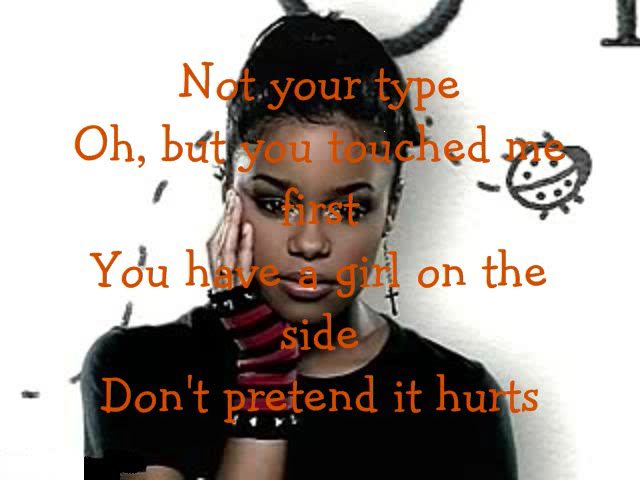 Not your type
Oh, but you touched me
first
You have a girl on the
side
Don't pretend it hurts